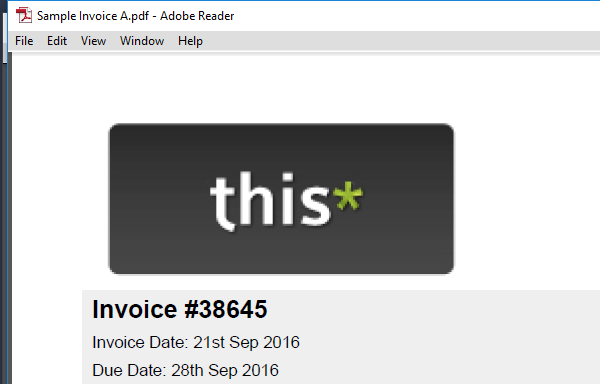 Sample Invoice A.pdf - Adobe Reader
File Edit View Window Help
this*
Invoice #38645
Invoice Date: 21st Sep 2016
Due Date: 28th Sep 2016